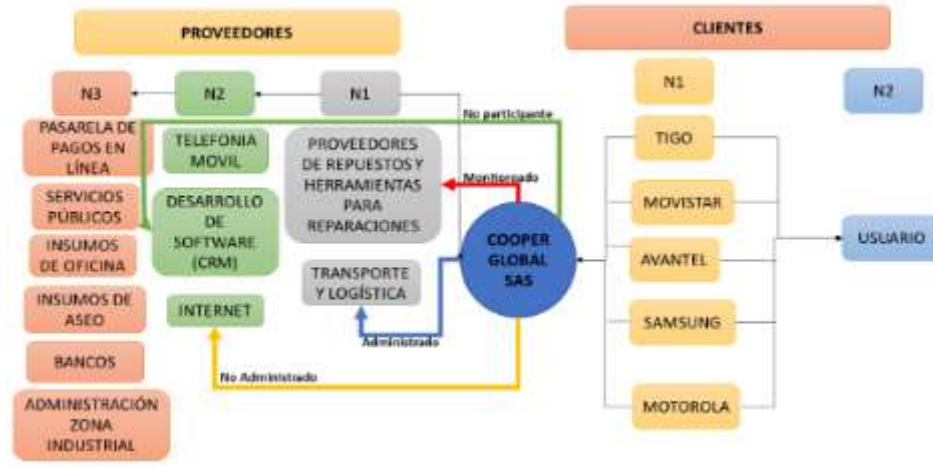 PROVEEDORES
CLIENTES
N3
N2
N1
N1
N2
No participante
PASARELA DE
PAGOS EN
LÍNEA
SERVICIOS
PÚBLICOS
INSUMOS
DE OFICINA
INSUMOS DE
ASEO
BANCOS
ADMINISTRACIÓN
ZONA
INDUSTRIAL
TELEFONIA
MOVIL
DESARROLLO
DE
SOFTWARE
(CRM)
INTERNET
PROVEEDORES
DE REPUESTOS Y
HERRAMIENTAS
PARA
REPARACIONES
TRANSPORTE
Y LOGÍSTICA
Monitoreado
Administrado
No Administrado
COOPER
GLOBAL
SAS
TIGO
MOVISTAR
AVANTEL
SAMSUNG
MOTOROLA
USUARIO